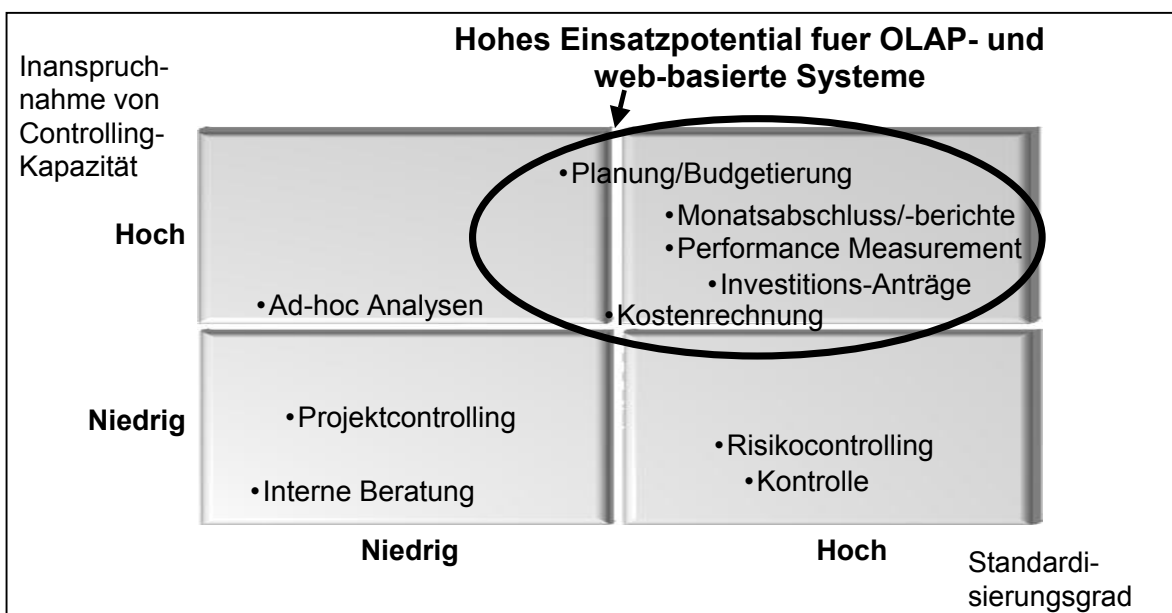 Hohes Einsatzpotential fuer OLAP- und
web-basierte Systeme
Inanspruch-
nahme von
Controlling-
Kapazität
•Planung/Budgetierung
•Monatsabschluss/-berichte
Hoch
•Performance Measurement
•Investitions-Anträge
•Ad-hoc Analysen
•Kostenrechnung
Niedrig
•Projektcontrolling
•Risikocontrolling
•Interne Beratung
•Kontrolle
Niedrig
Hoch
Standardi-
sierungsgrad